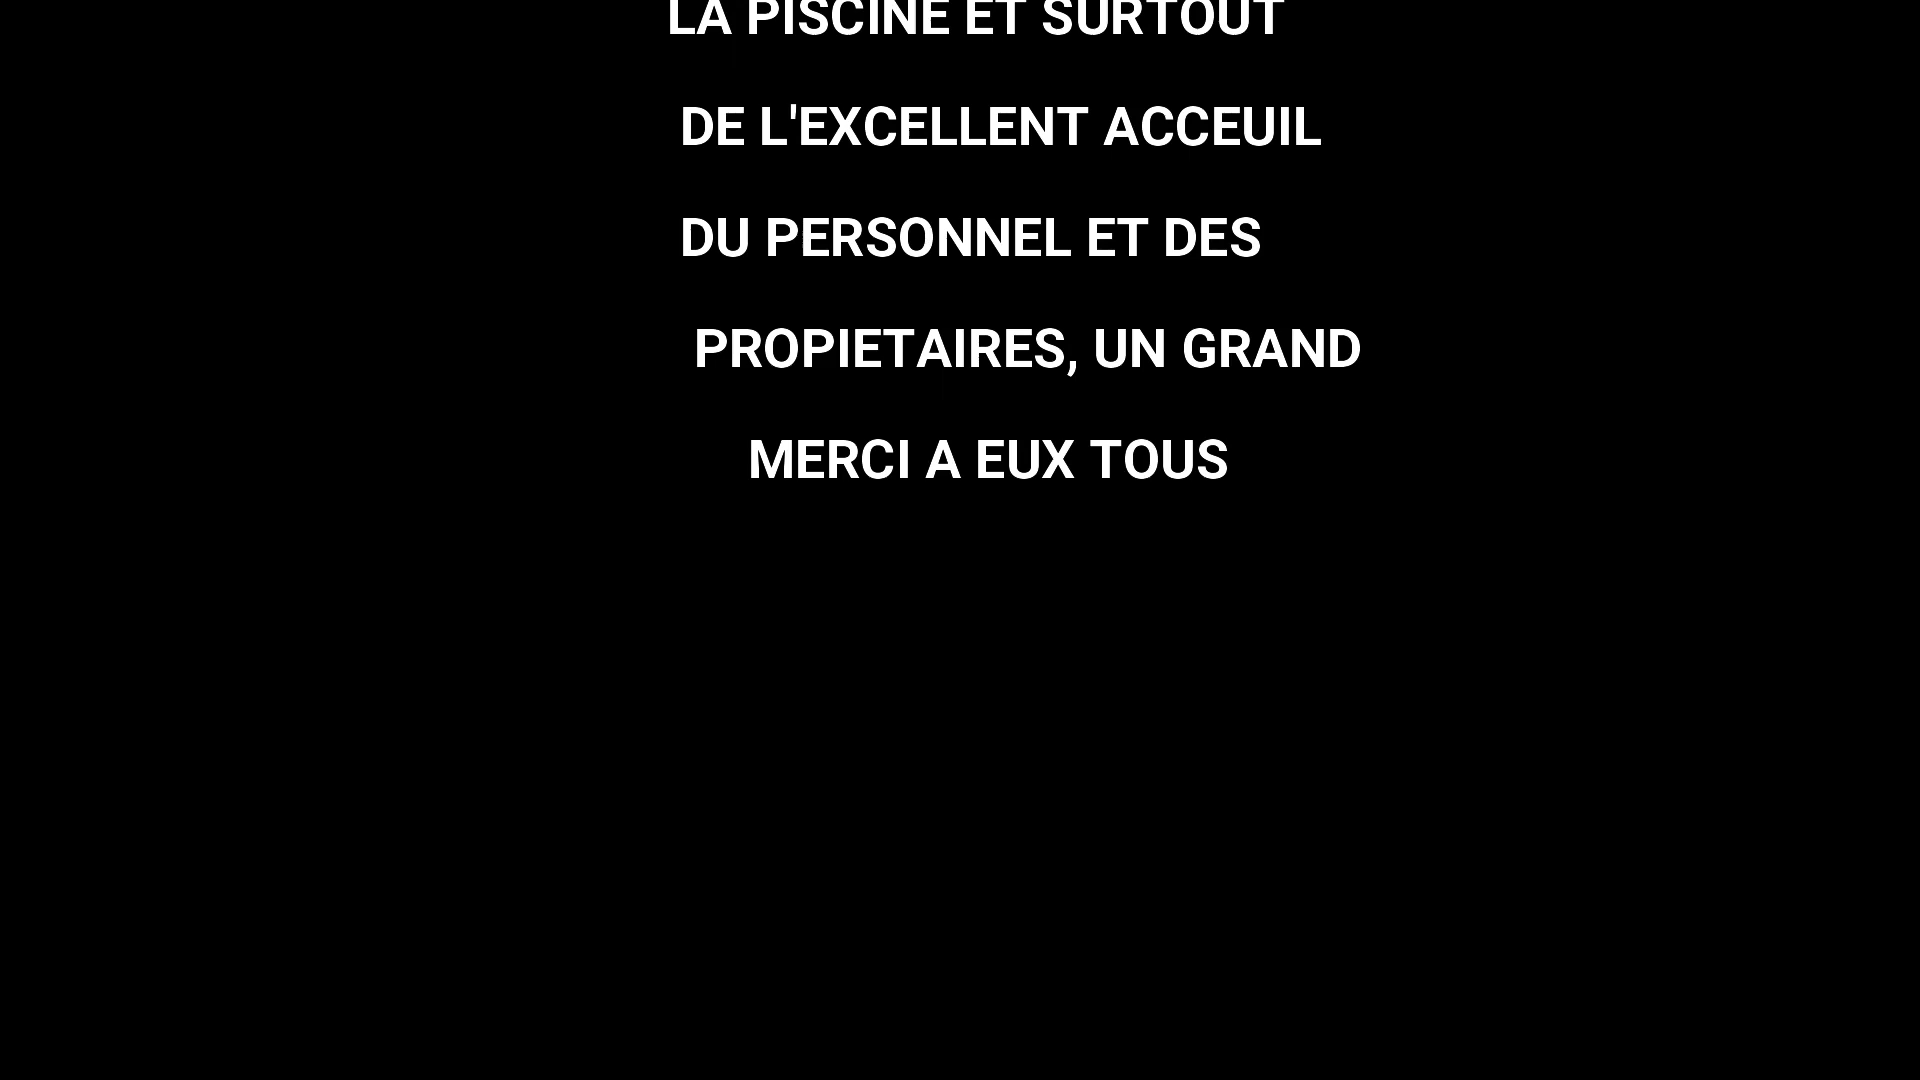 LA PISCINE ET SURTOUT
DE L'EXCELLENT ACCEUIL
DU PERSONNEL ET DES
PROPIETAIRES, UN GRAND
MERCI A EUX TOUS